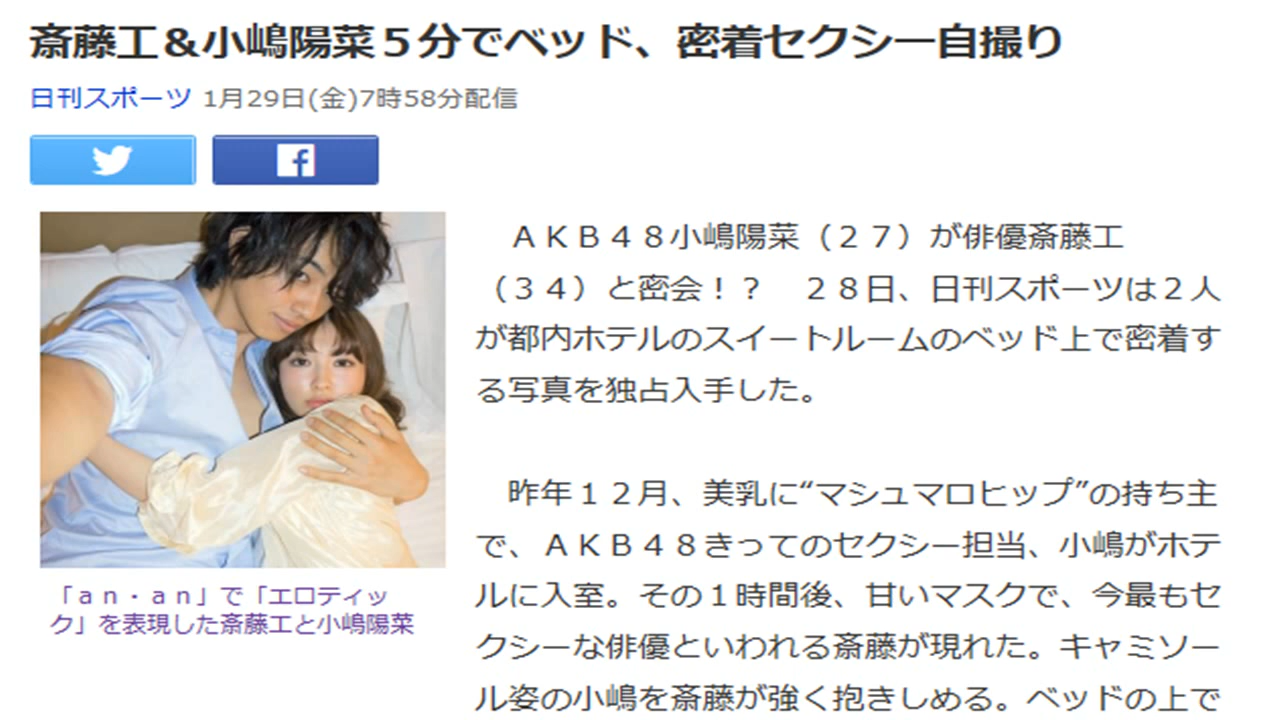 斎藤工＆小嶋陽菜５分でベッド、密着セクシー自撮り
日刊スポーツ 1月29日(金)7時58分配信
　ＡＫＢ４８小嶋陽菜（２７）が俳優斎藤工
（３４）と密会！？　２８日、日刊スポーツは２人
が都内ホテルのスイートルームのベッド上で密着す
る写真を独占入手した。
　昨年１２月、美乳に“マシュマロヒップ”の持ち主
で、ＡＫＢ４８きってのセクシー担当、小嶋がホテ
ルに入室。その１時間後、甘いマスクで、今最もセ
クシーな俳優といわれる斎藤が現れた。キャミソー
ル姿の小嶋を斎藤が強く抱きしめる。ベッドの上で
「ａｎ・ａｎ」で「エロティッ
ク」を表現した斎藤工と小嶋陽菜